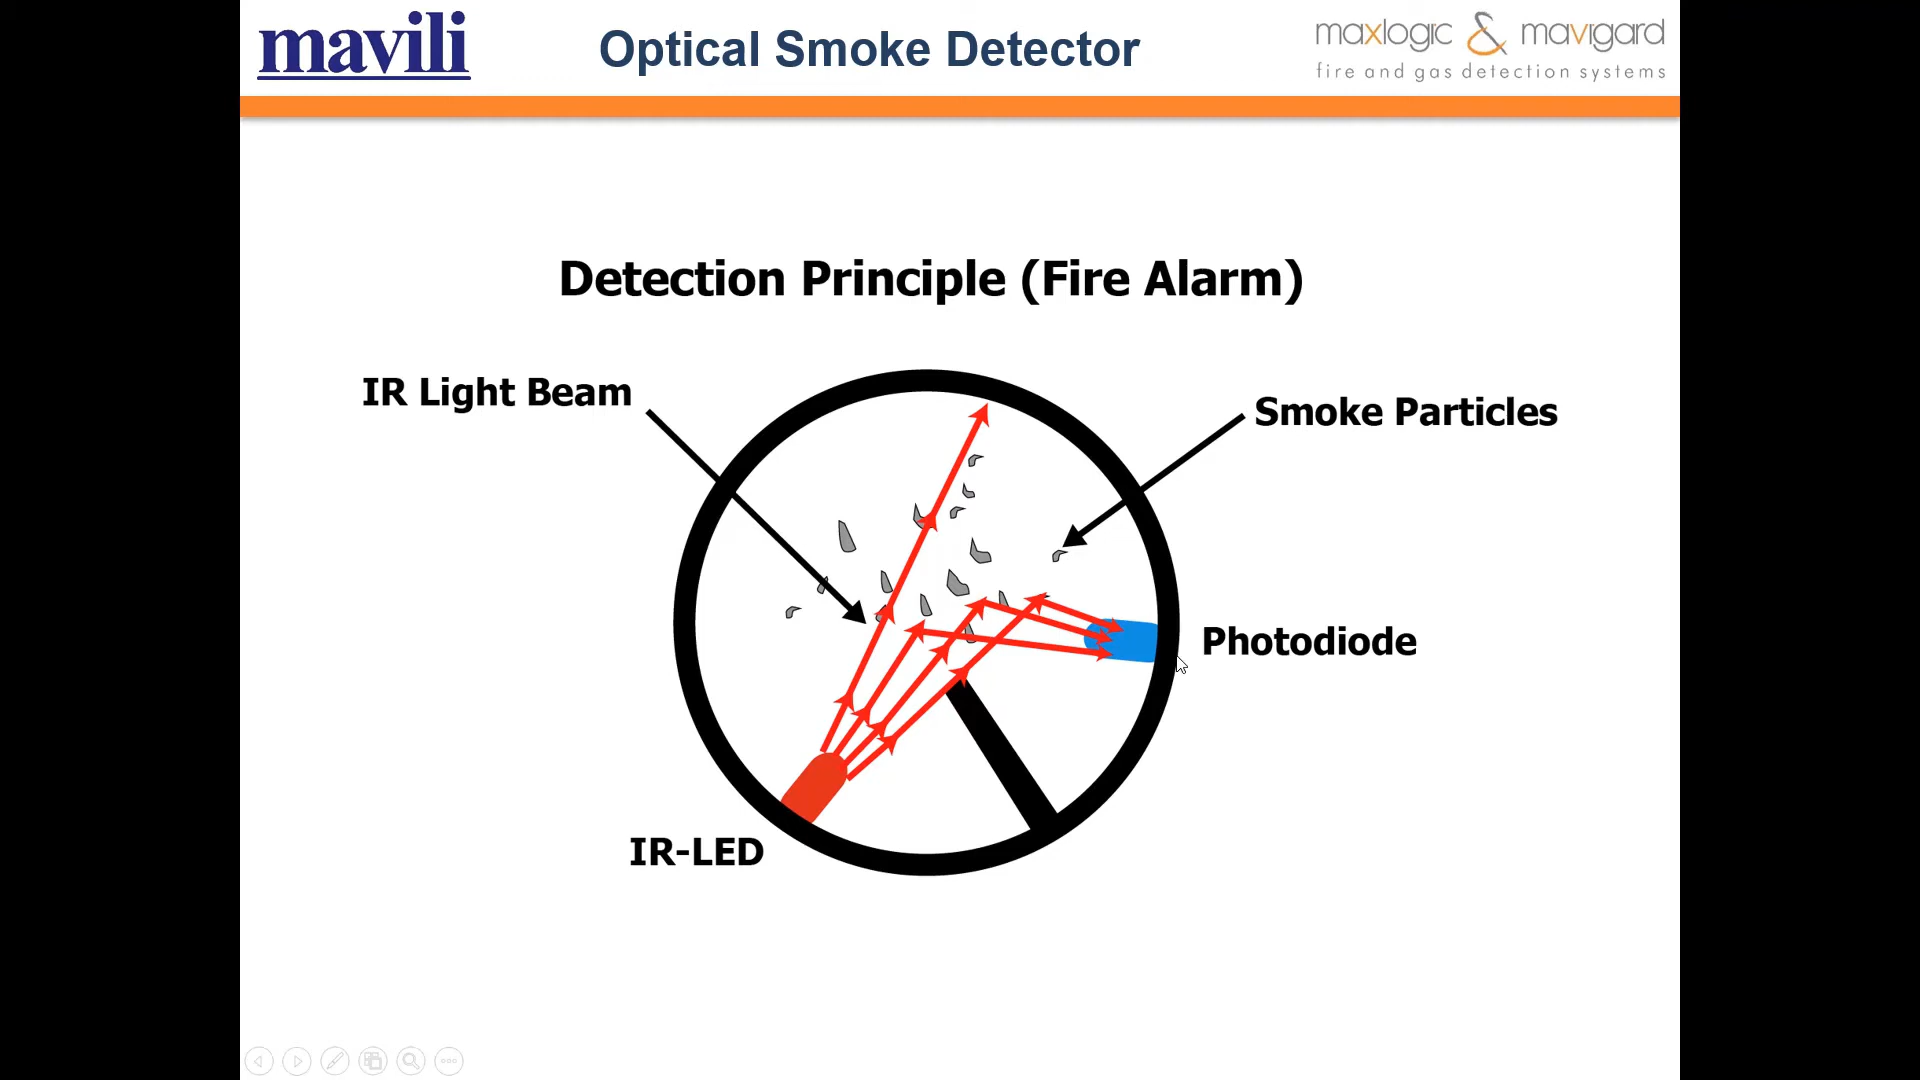 mavili
Optical Smoke Detector
maxlogic & mavigard
fire and gas detection systems
Detection Principle (Fire Alarm)
IR Light Beam
Smoke Particles
Photodiode
IR-LED